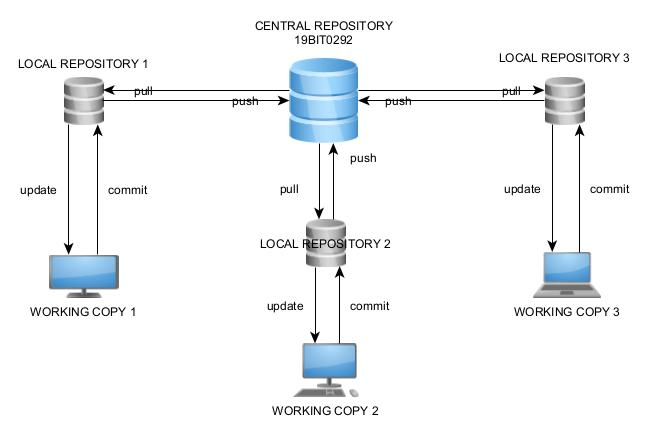 CENTRAL REPOSITORY
19BIT0292
LOCAL REPOSITORY 1
LOCAL REPOSITORY 3
pull
push
push
pull
pull
push
update
commit
update
commit
LOCAL REPOSITORY 2
update
commit
WORKING COPY 1
WORKING COPY 3
WORKING COPY 2